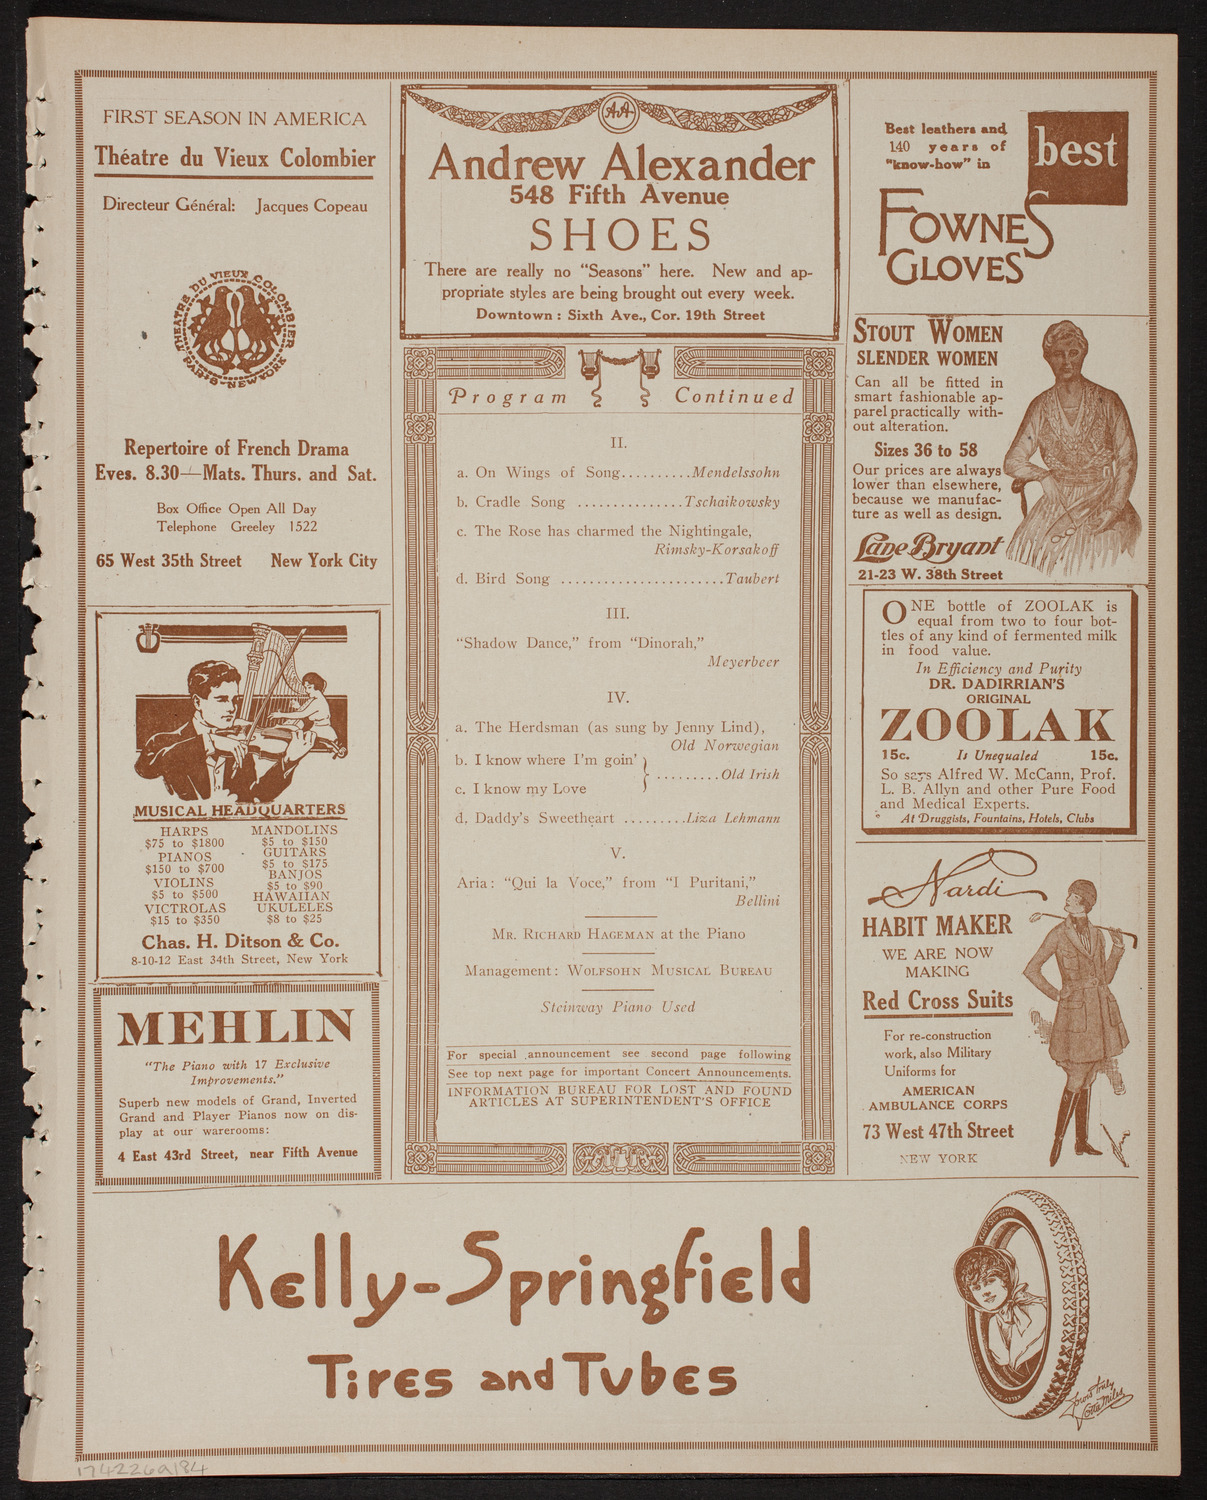 FIRST SEASON IN AMERICA
Théatre du Vieux Colombier
Directeur Général: Jacques Copeau
THEATRE DU VIEUX COLOMBIER
PARIS-NEW YORK
Repertoire of French Drama
Eves. 8.30—Mats. Thurs. and Sat.
Box Office Open All Day
Telephone Greeley 1522
65 West 35th Street New York City
MUSICAL HEADQUARTERS
HARPS
$75 to $1800
PIANOS
$150 to $700
VIOLINS
$5 to $500
VICTROLAS
$15 to $350
MANDOLINS
$5 to $150
GUITARS
$5 to $175
BANJOS
$5 to $90
HAWAIIAN
UKULELES
$8 to $25
Chas. H. Ditson & Co.
8-10-12 East 34th Street, New York
MEHLIN
"The Piano with 17 Exclusive
Improvements."
Superb new models of Grand, Inverted
Grand and Player Pianos now on dis-
play at our warerooms:
4 East 43rd Street, near Fifth Avenue
AA
Andrew Alexander
548 Fifth Avenue
SHOES
There are really no "Seasons" here. New and ap-
propriate styles are being brought out every week.
Downtown: Sixth Ave., Cor. 19th Street
Program Continued
II.
a. On Wings of Song..........Mendelssohn
b. Cradle Song ...............Tschaikowsky
c. The Rose has charmed the Nightingale,
Rimsky-Korsakoff
d. Bird Song .......................Taubert
III.
"Shadow Dance," from "Dinorah,"
Meyerbeer
IV.
a. The Herdsman (as sung by Jenny Lind),
Old Norwegian
b. I know where I'm goin' }
.........Old Irish
c. I know my Love
d. Daddy's Sweetheart .........Liza Lehmann
V.
Aria: "Qui la Voce," from "I Puritani,"
Bellini
MR. RICHARD HAGEMAN at the Piano
Management: WOLFSOHN MUSICAL BUREAU
Steinway Piano Used
For special announcement see second page following
See top next page for important Concert Announcements.
INFORMATION BUREAU FOR LOST AND FOUND
ARTICLES AT SUPERINTENDENT'S OFFICE
Best leathers and
140 years of
"know-how" in
best
FOWNES
GLOVES
STOUT WOMEN
SLENDER WOMEN
Can all be fitted in
smart fashionable ap-
parel practically with-
out alteration.
Sizes 36 to 58
Our prices are always
lower than elsewhere,
because we manufac-
ture as well as design.
Lane Bryant
21-23 W. 38th Street
ONE bottle of ZOOLAK is
equal from two to four bot-
tles of any kind of fermented milk
in food value.
In Efficiency and Purity
DR. DADIRRIAN'S
ORIGINAL
ZOOLAK
15c. Is Unequaled 15c.
So says Alfred W. McCann, Prof.
L. B. Allyn and other Pure Food
and Medical Experts.
At Druggists, Fountains, Hotels, Clubs
Nardi
HABIT MAKER
WE ARE NOW
MAKING
Red Cross Suits
For re-construction
work, also Military
Uniforms for
AMERICAN
AMBULANCE CORPS
73 West 47th Street
NEW YORK
Kelly-Springfield
Tires and Tubes
Yours truly
Lotta Miles
174226a184